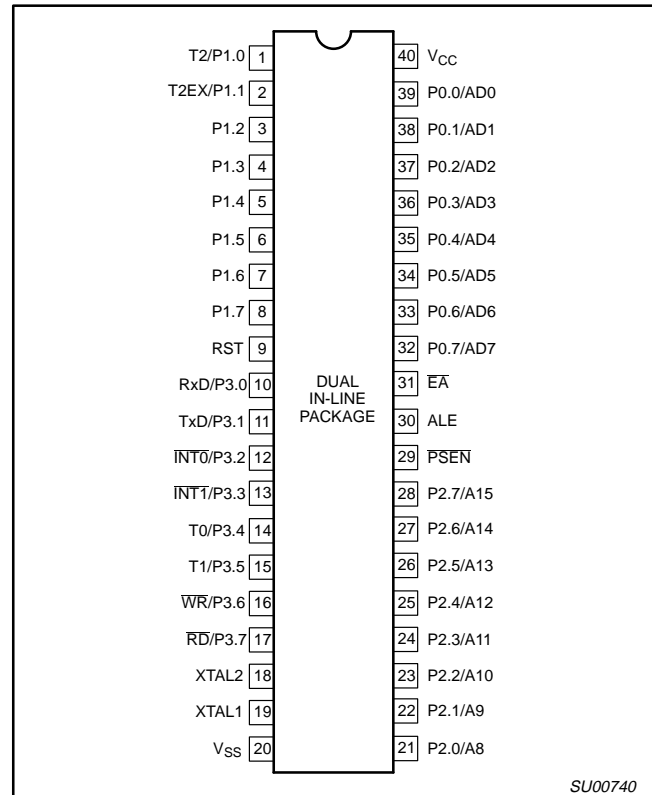 T2/P1.0 1 40 VCC
T2EX/P1.1 2 39 P0.0/AD0
P1.2 3 38 P0.1/AD1
P1.3 4 37 P0.2/AD2
P1.4 5 36 P0.3/AD3
P1.5 6 35 P0.4/AD4
P1.6 7 34 P0.5/AD5
P1.7 8 33 P0.6/AD6
RST 9 32 P0.7/AD7
RxD/P3.0 10 31 E̅A̅
DUAL
IN-LINE
PACKAGE
TxD/P3.1 11 30 ALE
I̅N̅T̅0̅/P3.2 12 29 P̅S̅E̅N̅
I̅N̅T̅1̅/P3.3 13 28 P2.7/A15
T0/P3.4 14 27 P2.6/A14
T1/P3.5 15 26 P2.5/A13
W̅R̅/P3.6 16 25 P2.4/A12
R̅D̅/P3.7 17 24 P2.3/A11
XTAL2 18 23 P2.2/A10
XTAL1 19 22 P2.1/A9
VSS 20 21 P2.0/A8
SU00740